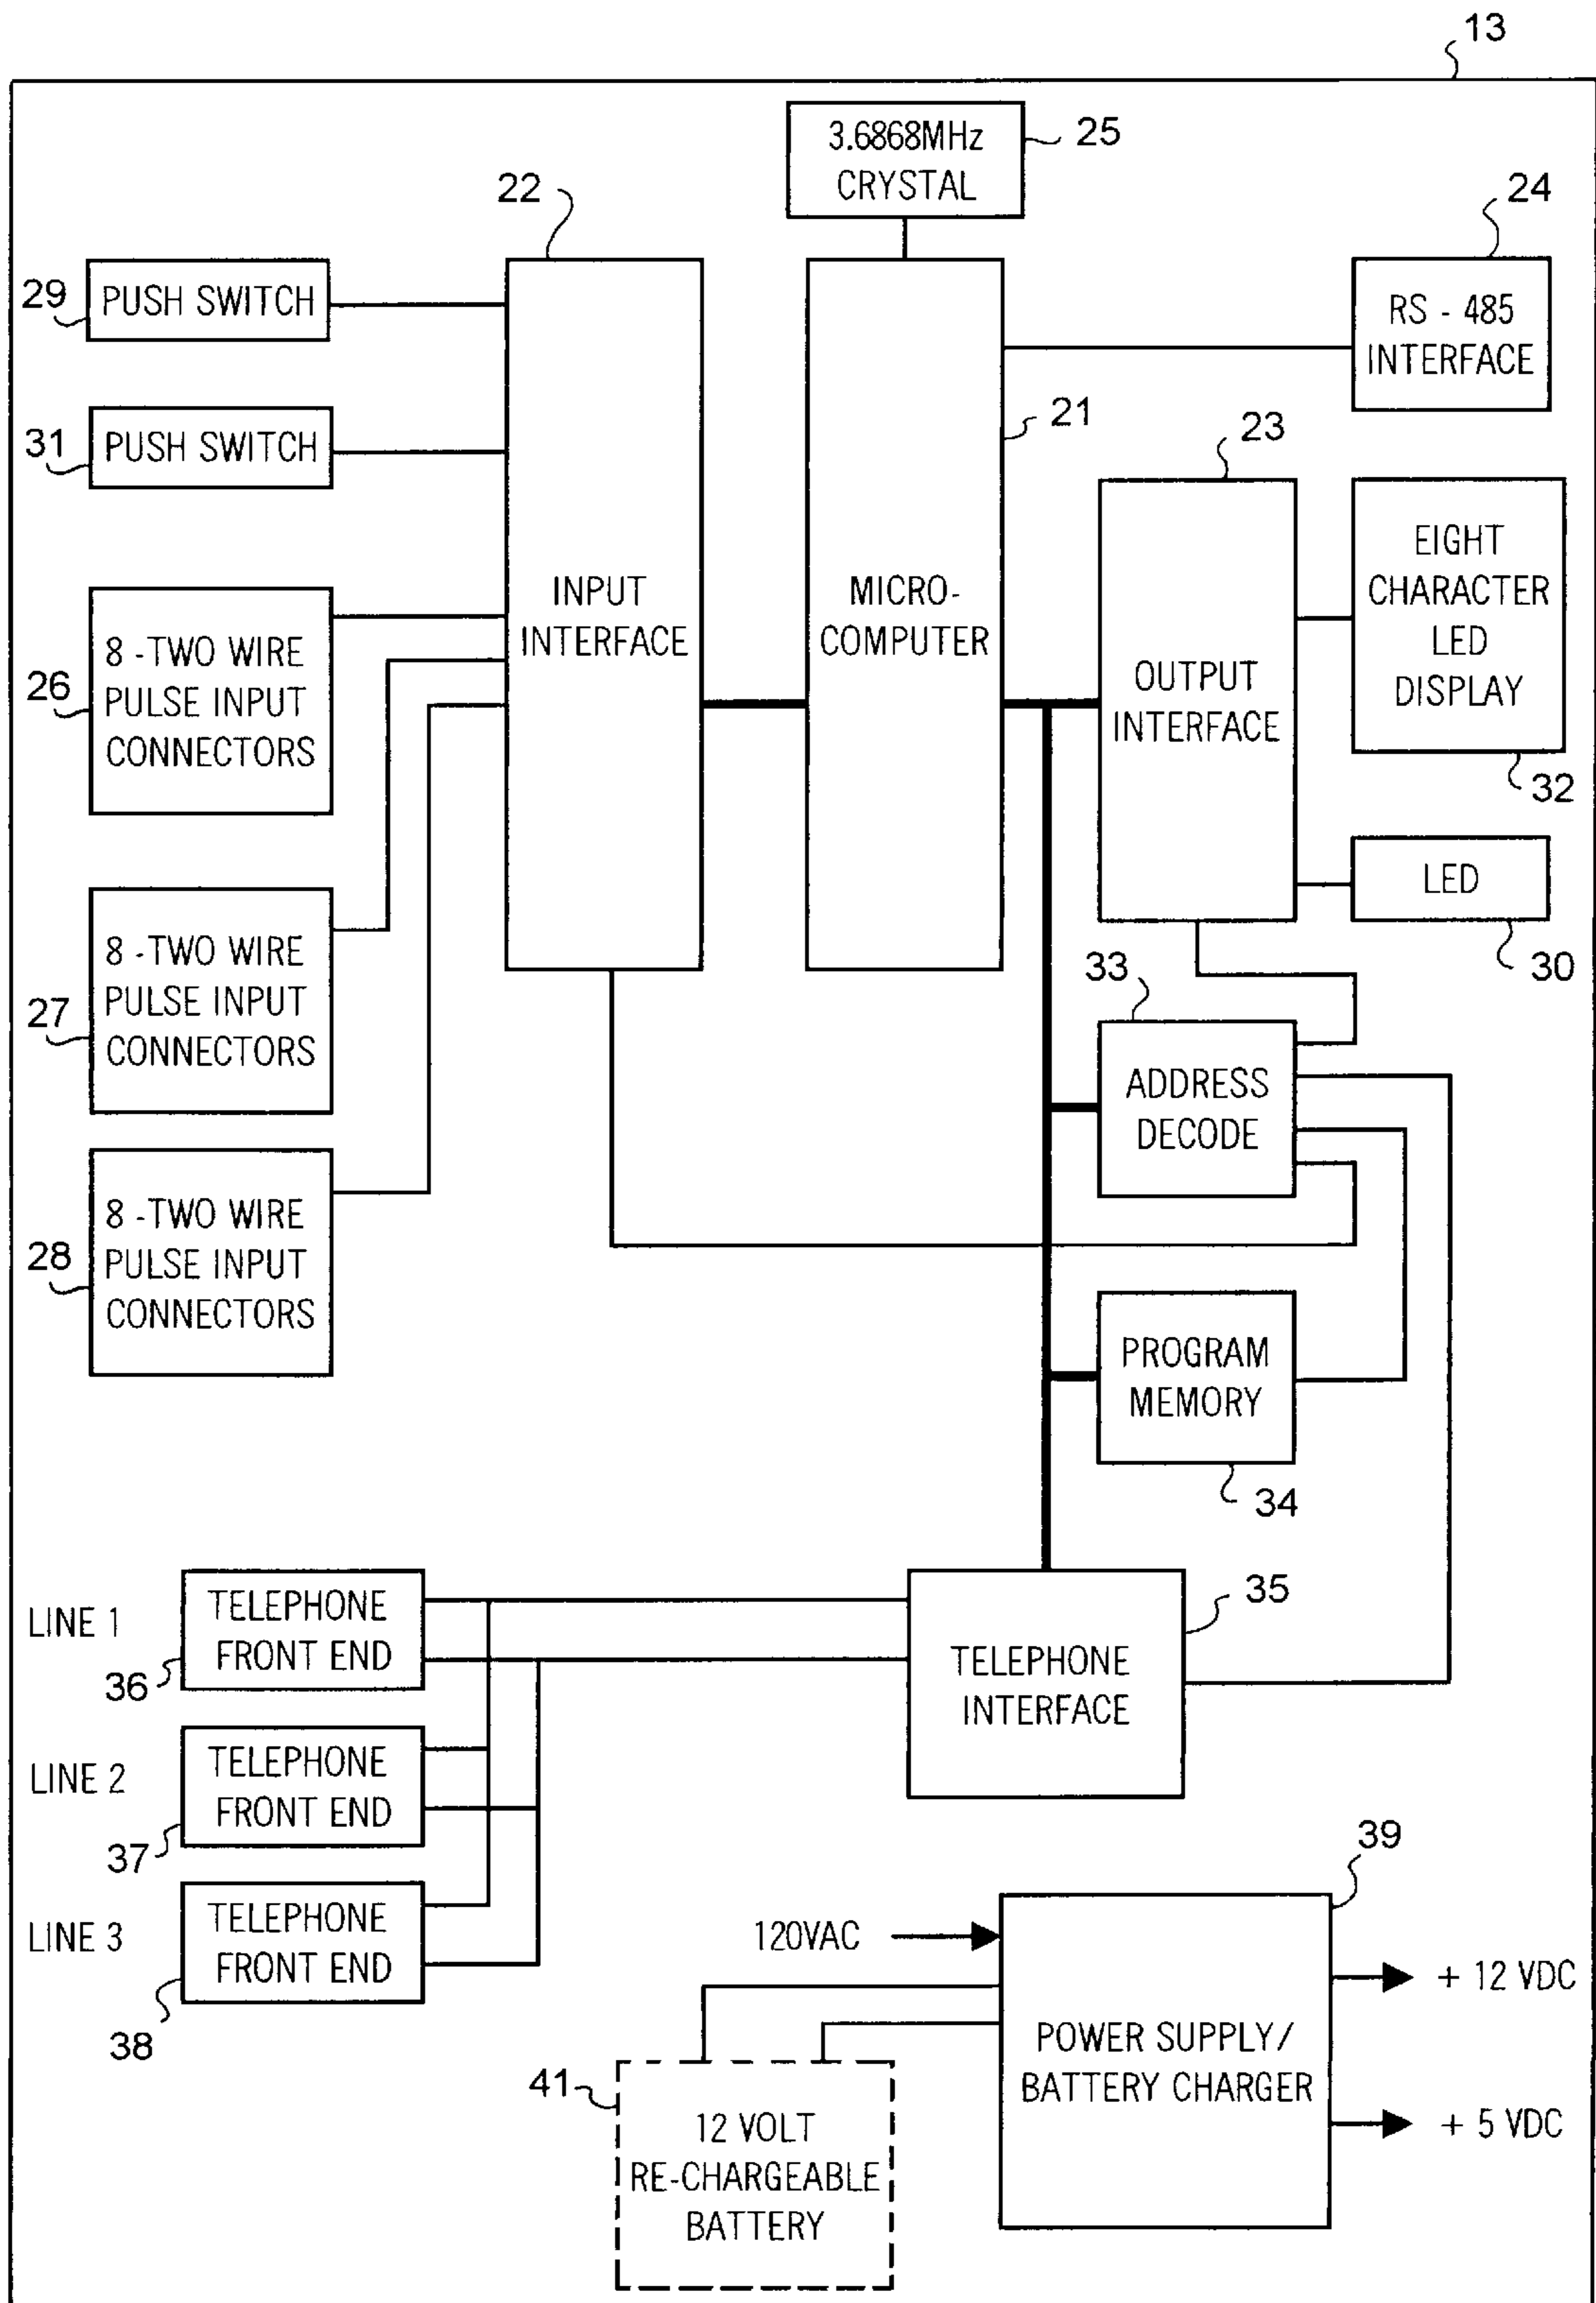 13
3.6868MHz
CRYSTAL
25
22
24
29
PUSH SWITCH
RS - 485
INTERFACE
31
PUSH SWITCH
21
23
INPUT
INTERFACE
MICRO-
COMPUTER
EIGHT
CHARACTER
LED
DISPLAY
32
26
8 -TWO WIRE
PULSE INPUT
CONNECTORS
OUTPUT
INTERFACE
LED
30
27
8 -TWO WIRE
PULSE INPUT
CONNECTORS
33
ADDRESS
DECODE
28
8 -TWO WIRE
PULSE INPUT
CONNECTORS
PROGRAM
MEMORY
34
LINE 1
TELEPHONE
FRONT END
36
35
TELEPHONE
INTERFACE
LINE 2
TELEPHONE
FRONT END
37
LINE 3
TELEPHONE
FRONT END
38
39
120VAC
+ 12 VDC
POWER SUPPLY/
BATTERY CHARGER
+ 5 VDC
41
12 VOLT
RE-CHARGEABLE
BATTERY